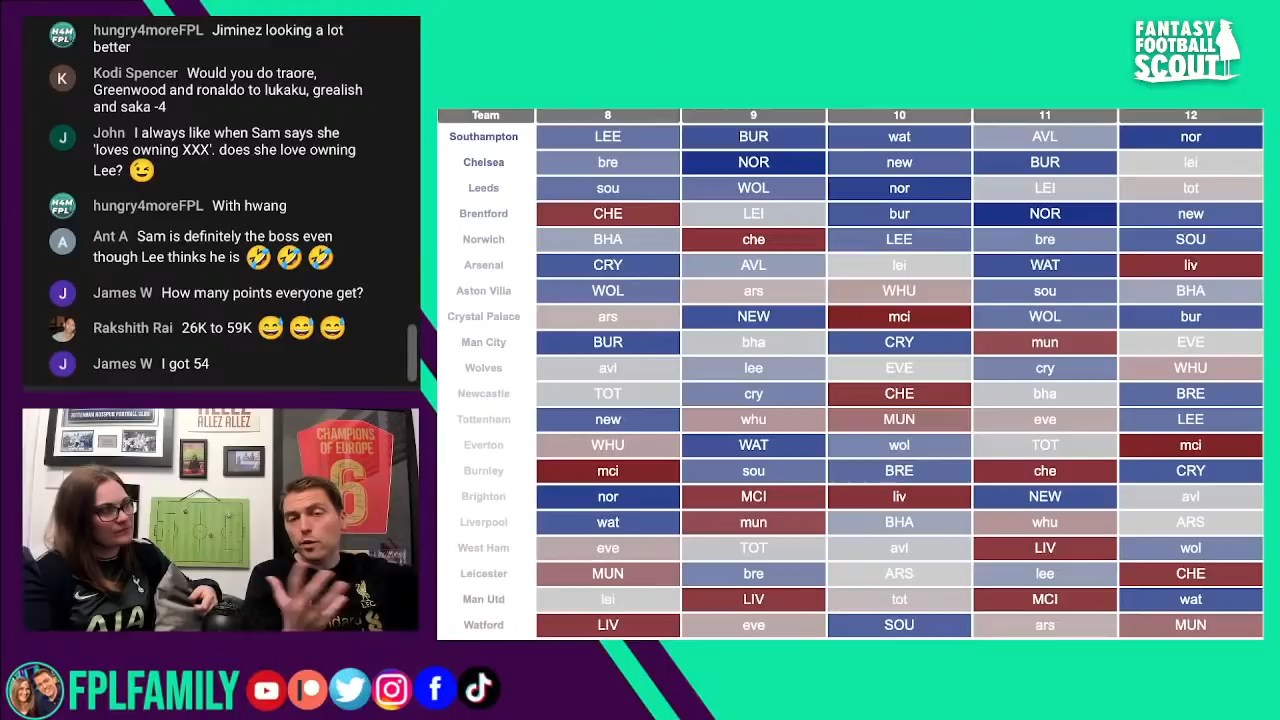 hungry4moreFPL Jiminez looking a lot
better
Kodi Spencer Would you do traore,
Greenwood and ronaldo to lukaku, grealish
and saka -4
John I always like when Sam says she
'loves owning XXX'. does she love owning
Lee? 😉
hungry4moreFPL With hwang
Ant A Sam is definitely the boss even
though Lee thinks he is 🤣🤣🤣
James W How many points everyone get?
Rakshith Rai 26K to 59K 😅😅😅
James W I got 54
FANTASY
FOOTBALL
SCOUT
Team 8 9 10 11 12
Southampton LEE BUR wat AVL nor
Chelsea bre NOR new BUR lei
Leeds sou WOL nor LEI tot
Brentford CHE LEI bur NOR new
Norwich BHA che LEE bre SOU
Arsenal CRY AVL lei WAT liv
Aston Villa WOL ars WHU sou BHA
Crystal Palace ars NEW mci WOL bur
Man City BUR bha CRY mun EVE
Wolves avl lee EVE cry WHU
Newcastle TOT cry CHE bha BRE
Tottenham new whu MUN eve LEE
Everton WHU WAT wol TOT mci
Burnley mci sou BRE che CRY
Brighton nor MCI liv NEW avl
Liverpool wat mun BHA whu ARS
West Ham eve TOT avl LIV wol
Leicester MUN bre ARS lee CHE
Man Utd lei LIV tot MCI wat
Watford LIV eve SOU ars MUN
TOTTENHAM HOTSPUR FOOTBALL CLUB
ALLEZ ALLEZ
CHAMPIONS
OF EUROPE
6
AIA
FPLFAMILY